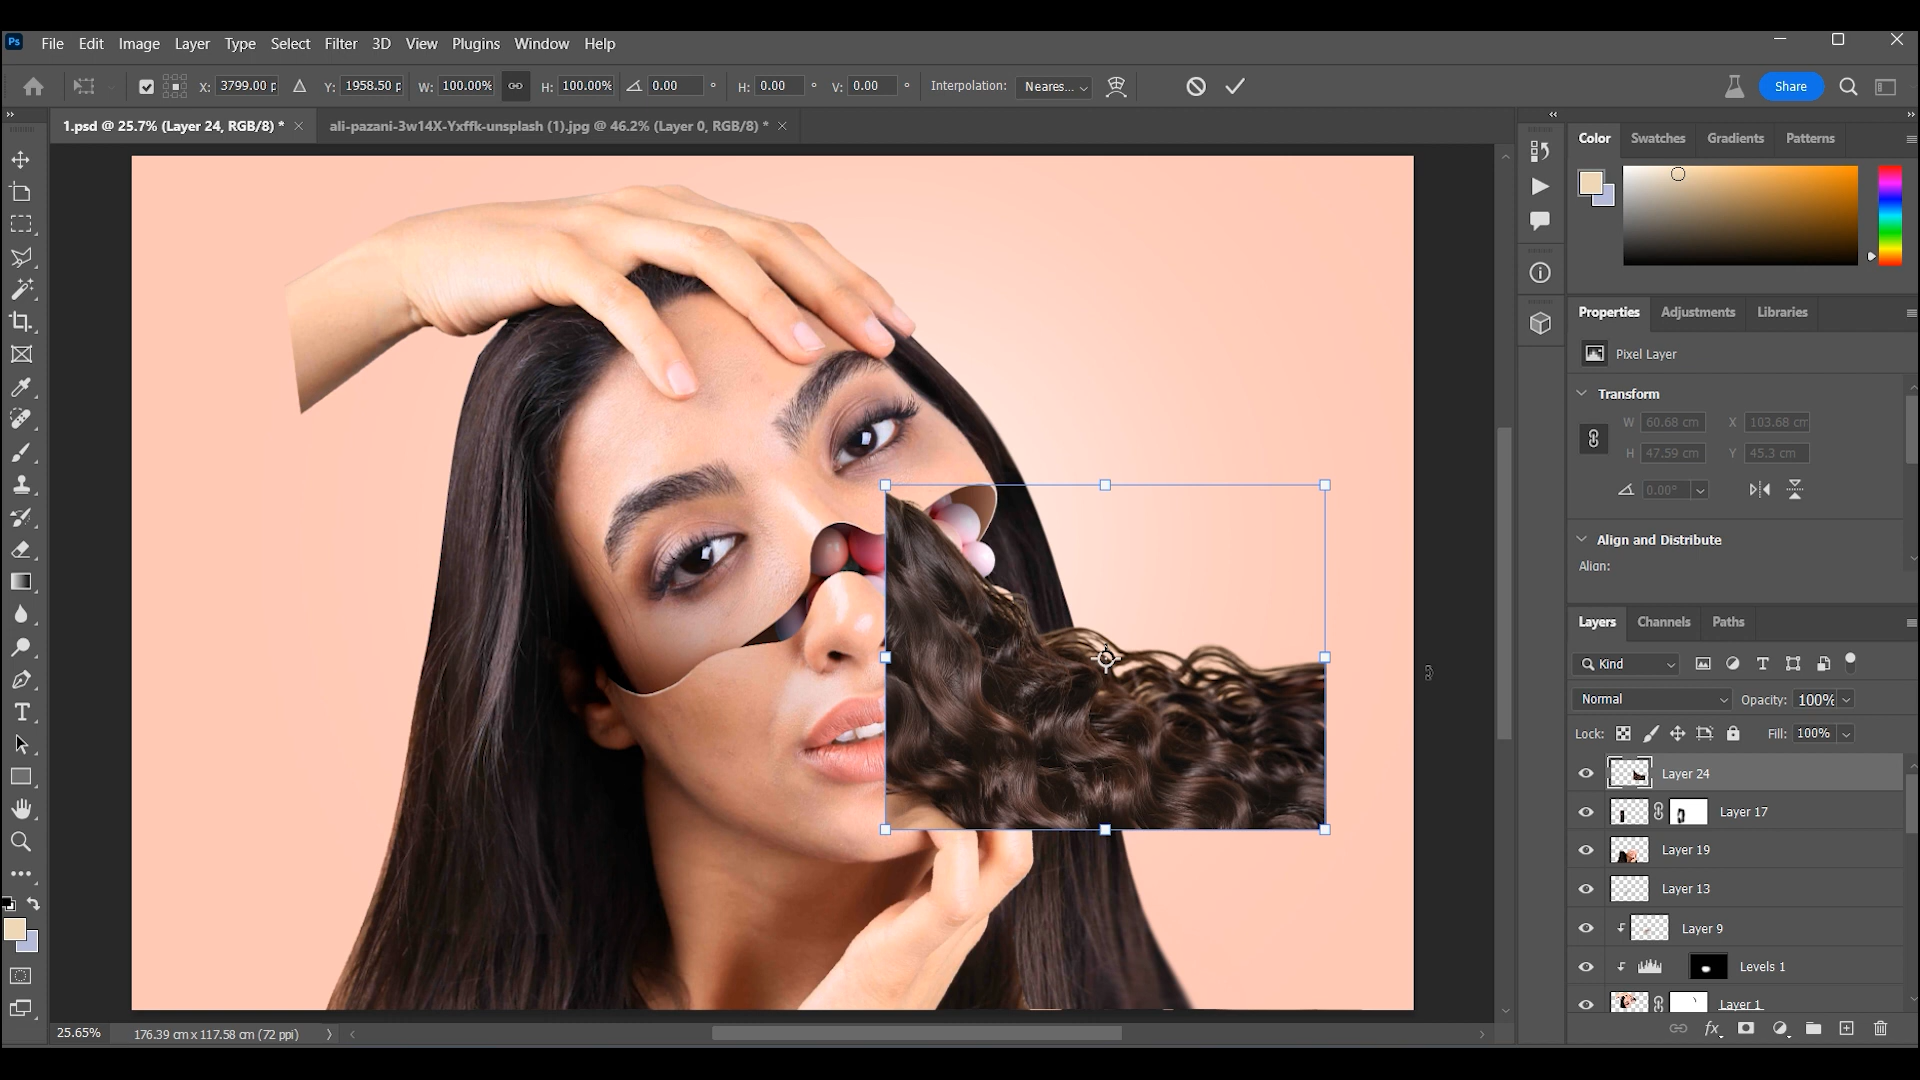 Ps File Edit Image Layer Type Select Filter 3D View Plugins Window Help
X: 3799.00 p Y: 1958.50 p W: 100.00% H: 100.00% 0.00 ° H: 0.00 ° V: 0.00 ° Interpolation: Neares... Share
1.psd @ 25.7% (Layer 24, RGB/8) * × ali-pazani-3w14X-Yxffk-unsplash (1).jpg @ 46.2% (Layer 0, RGB/8) * ×
Color Swatches Gradients Patterns
Properties Adjustments Libraries
Pixel Layer
Transform
W 60.68 cm X 103.68 cm
H 47.59 cm Y 45.3 cm
0.00°
Align and Distribute
Align:
Layers Channels Paths
Kind
Normal Opacity: 100%
Lock: Fill: 100%
Layer 24
Layer 17
Layer 19
Layer 13
Layer 9
Levels 1
Layer 1
25.65% 176.39 cm x 117.58 cm (72 ppi)